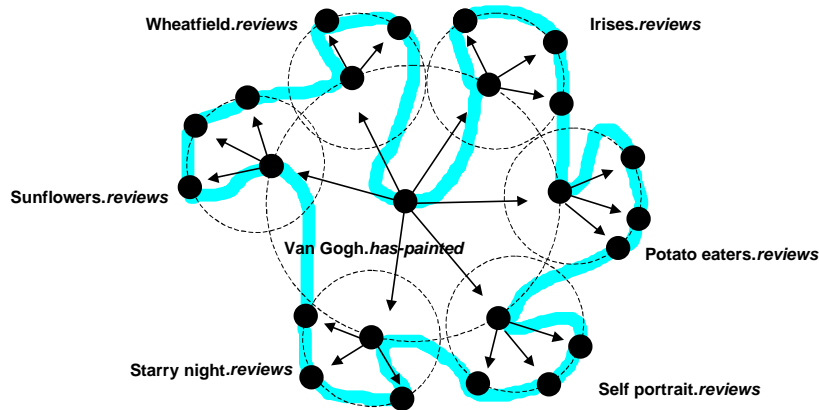 Wheatfield.reviews
Irises.reviews
Sunflowers.reviews
Van Gogh.has-painted
Potato eaters.reviews
Starry night.reviews
Self portrait.reviews